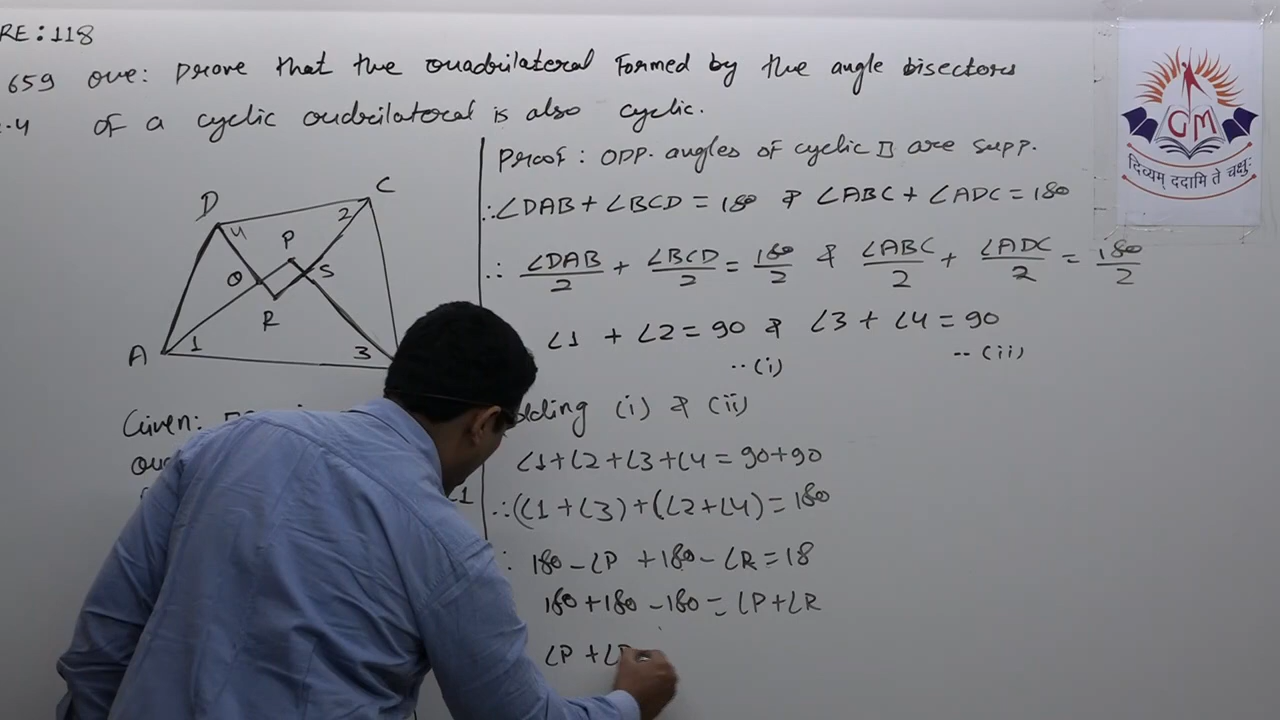 RE:118
659 Que: Prove that the quadrilateral formed by the angle bisectors
2.4 of a cyclic qudrilateral is also cyclic.
D
C
4
2
P
Q
S
R
A
1
3
Given:
∠1
Proof: Opp. angles of cyclic □ are supp.
∴∠DAB + ∠BCD = 180 & ∠ABC + ∠ADC = 180
∴ ∠DAB/2 + ∠BCD/2 = 180/2 & ∠ABC/2 + ∠ADC/2 = 180/2
∠1 + ∠2 = 90 & ∠3 + ∠4 = 90
..(i) ..(ii)
dding (i) & (ii)
∠1+∠2+∠3+∠4 = 90+90
∴(∠1+∠3)+(∠2+∠4) = 180
∴ 180 - ∠P + 180 - ∠R = 18
180 + 180 - 180 = ∠P + ∠R
∠P + ∠R
GM
दिव्यम् ददामि ते चक्षुः